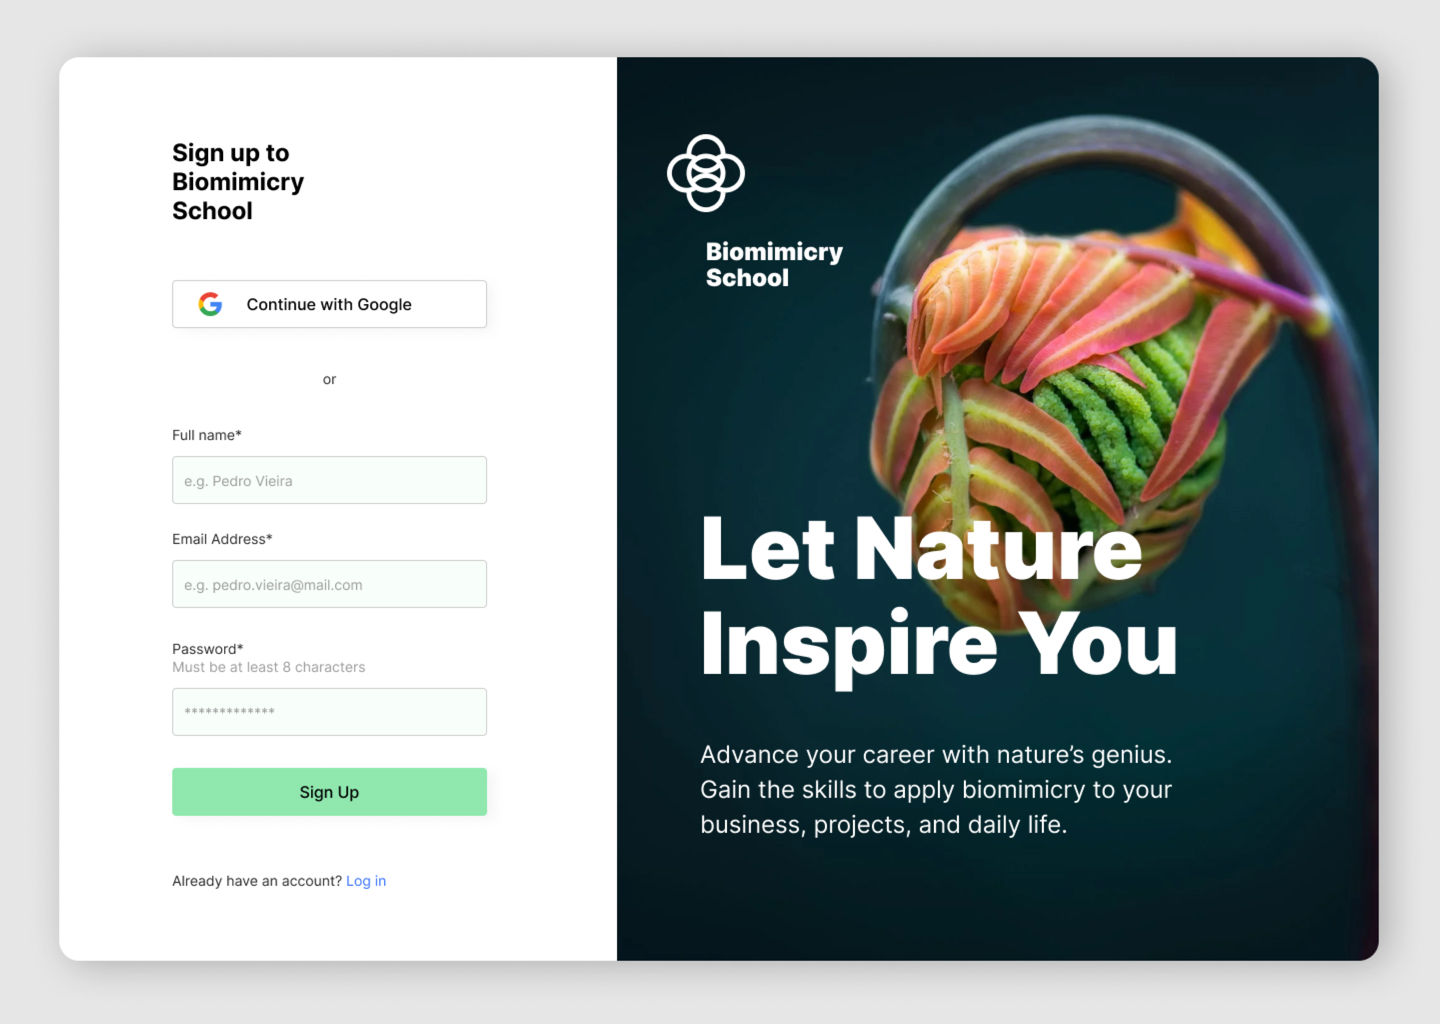 Sign up to
Biomimicry
School
Continue with Google
or
Full name*
e.g. Pedro Vieira
Email Address*
e.g. pedro.vieira@mail.com
Password*
Must be at least 8 characters
*************
Sign Up
Already have an account? Log in
Biomimicry
School
Let Nature
Inspire You
Advance your career with nature’s genius.
Gain the skills to apply biomimicry to your
business, projects, and daily life.